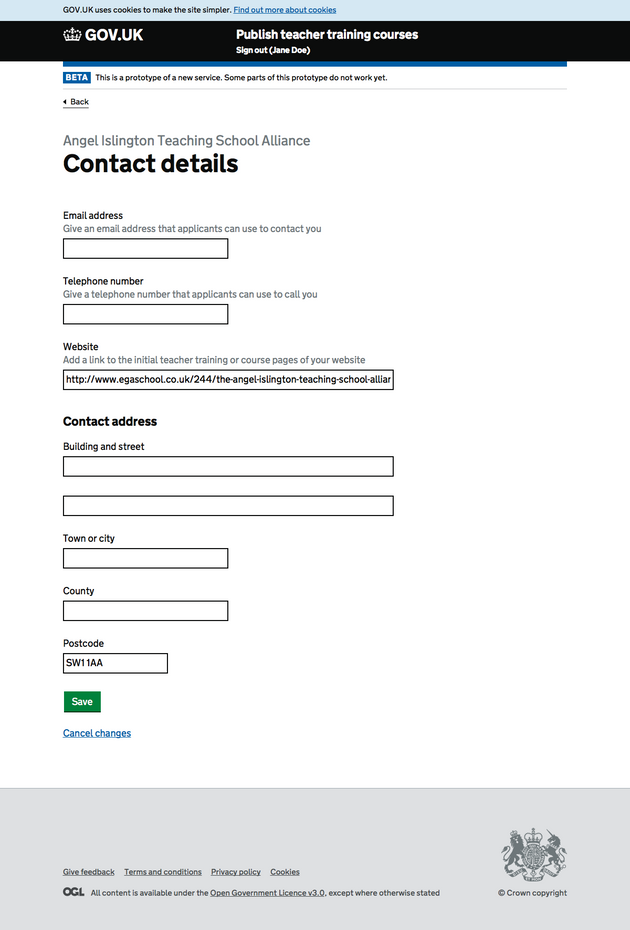 GOV.UK uses cookies to make the site simpler. Find out more about cookies
GOV.UK
Publish teacher training courses
Sign out (Jane Doe)
BETA This is a prototype of a new service. Some parts of this prototype do not work yet.
Back
Angel Islington Teaching School Alliance
Contact details
Email address
Give an email address that applicants can use to contact you
Telephone number
Give a telephone number that applicants can use to call you
Website
Add a link to the initial teacher training or course pages of your website
http://www.egaschool.co.uk/244/the-angel-islington-teaching-school-alliar
Contact address
Building and street
Town or city
County
Postcode
SW1 1AA
Save
Cancel changes
Give feedback Terms and conditions Privacy policy Cookies
OGL All content is available under the Open Government Licence v3.0, except where otherwise stated
© Crown copyright